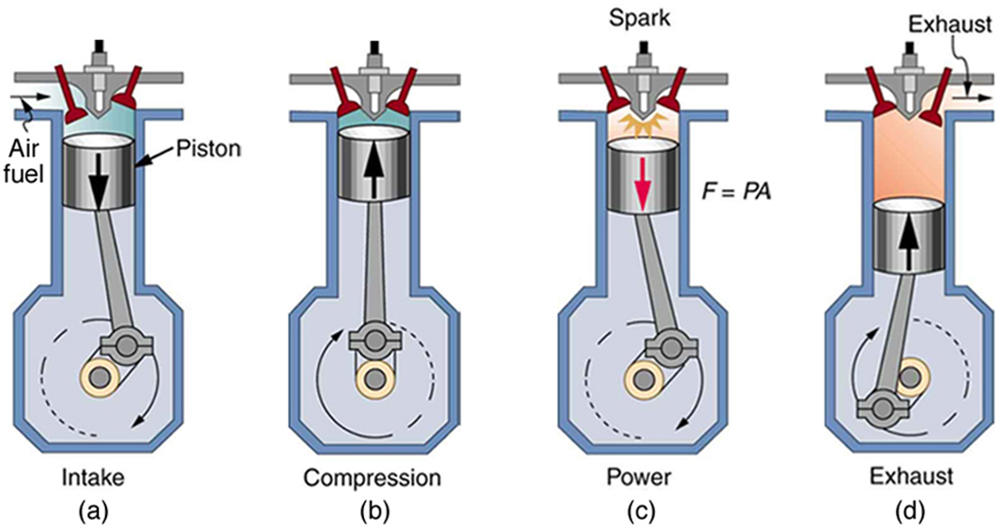 Spark
Exhaust
Air
fuel
Piston
F = PA
Intake
Compression
Power
Exhaust
(a)
(b)
(c)
(d)